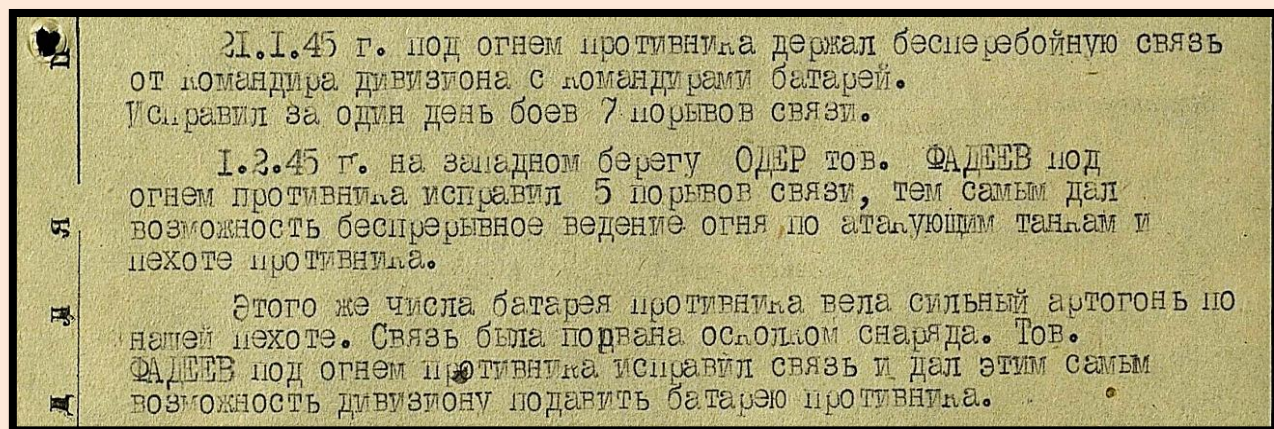 21.I.45 г. под огнем противника держал бесперебойную связь
от командира дивизиона с командирами батарей.
Исправил за один день боев 7 порывов связи.
I.2.45 г. на западном берегу ОДЕР тов. ФАДЕЕВ под
огнем противника исправил 5 порывов связи, тем самым дал
возможность беспрерывное ведение огня по атакующим танкам и
пехоте противника.
Этого же числа батарея противника вела сильный артогонь по
нашей пехоте. Связь была порвана осколком снаряда. Тов.
ФАДЕЕВ под огнем противника исправил связь и дал этим самым
возможность дивизиону подавить батарею противника.